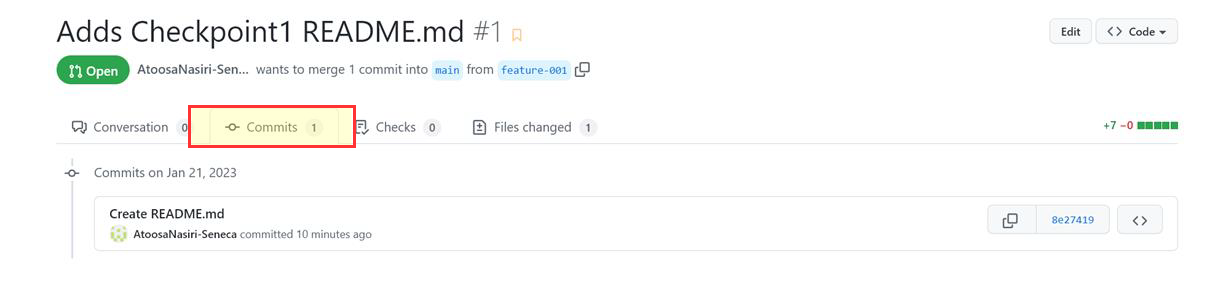 Adds Checkpoint1 README.md #1
Edit
Code
Open
AtoosaNasiri-Sen... wants to merge 1 commit into main from feature-001
Conversation 0
Commits 1
Checks 0
Files changed 1
+7 −0
Commits on Jan 21, 2023
Create README.md
AtoosaNasiri-Seneca committed 10 minutes ago
8e27419